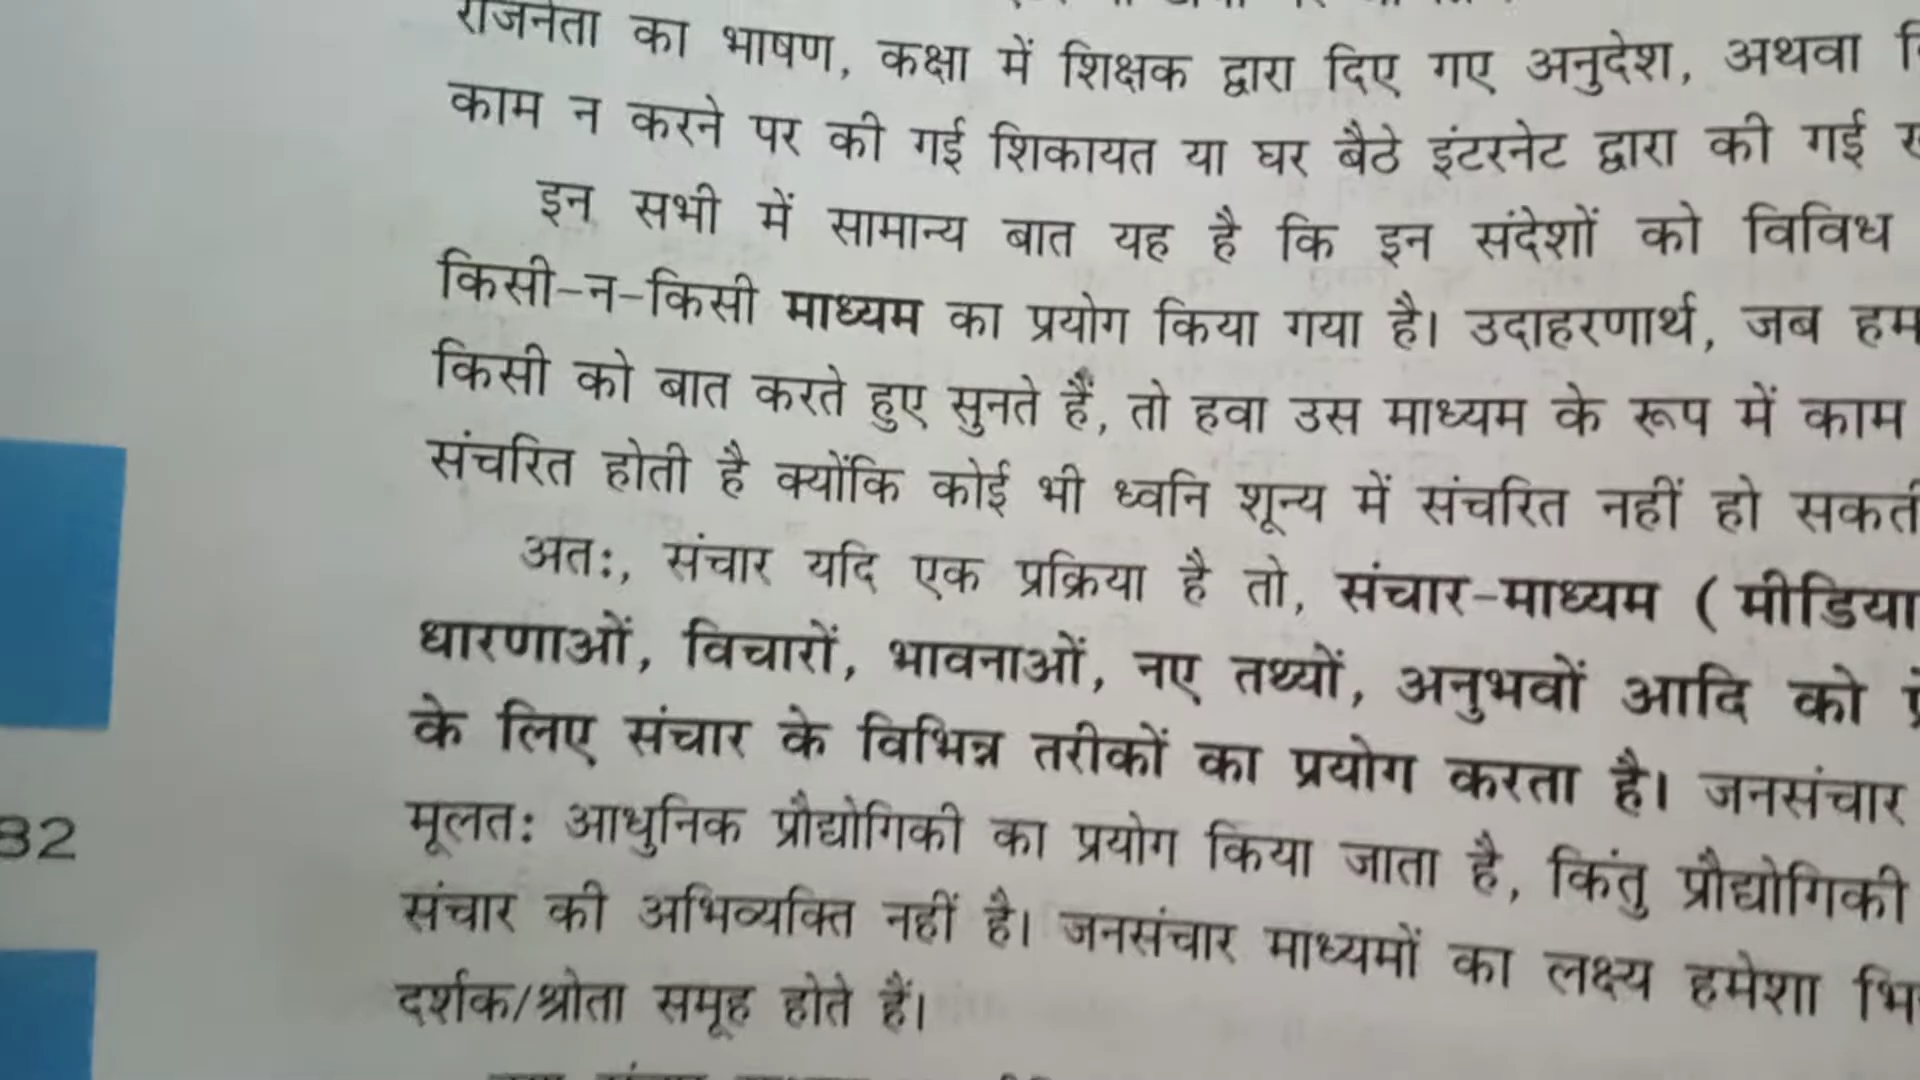 राजनेता का भाषण, कक्षा में शिक्षक द्वारा दिए गए अनुदेश, अथवा
काम न करने पर की गई शिकायत या घर बैठे इंटरनेट द्वारा की गई
इन सभी में सामान्य बात यह है कि इन संदेशों को विविध
किसी-न-किसी माध्यम का प्रयोग किया गया है। उदाहरणार्थ, जब हम
किसी को बात करते हुए सुनते हैं, तो हवा उस माध्यम के रूप में काम
संचरित होती है क्योंकि कोई भी ध्वनि शून्य में संचरित नहीं हो सकती
अतः, संचार यदि एक प्रक्रिया है तो, संचार-माध्यम (मीडिया
धारणाओं, विचारों, भावनाओं, नए तथ्यों, अनुभवों आदि को
के लिए संचार के विभिन्न तरीकों का प्रयोग करता है। जनसंचार
मूलतः आधुनिक प्रौद्योगिकी का प्रयोग किया जाता है, किंतु प्रौद्योगिकी
32
संचार की अभिव्यक्ति नहीं है। जनसंचार माध्यमों का लक्ष्य हमेशा
दर्शक/श्रोता समूह होते हैं।